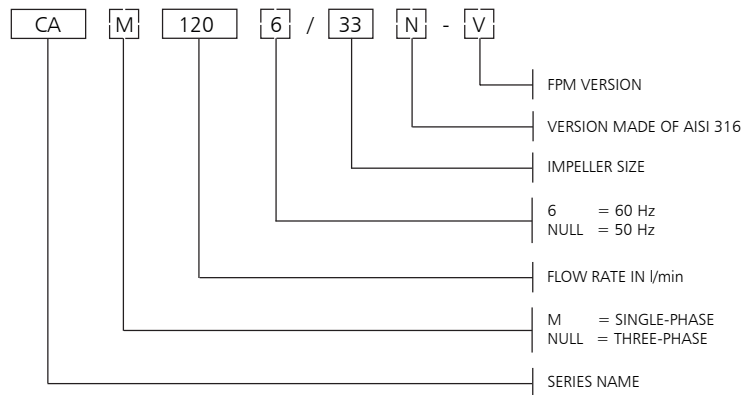 CA M 120 6 / 33 N - V
FPM VERSION
VERSION MADE OF AISI 316
IMPELLER SIZE
6 = 60 Hz
NULL = 50 Hz
FLOW RATE IN l/min
M = SINGLE-PHASE
NULL = THREE-PHASE
SERIES NAME